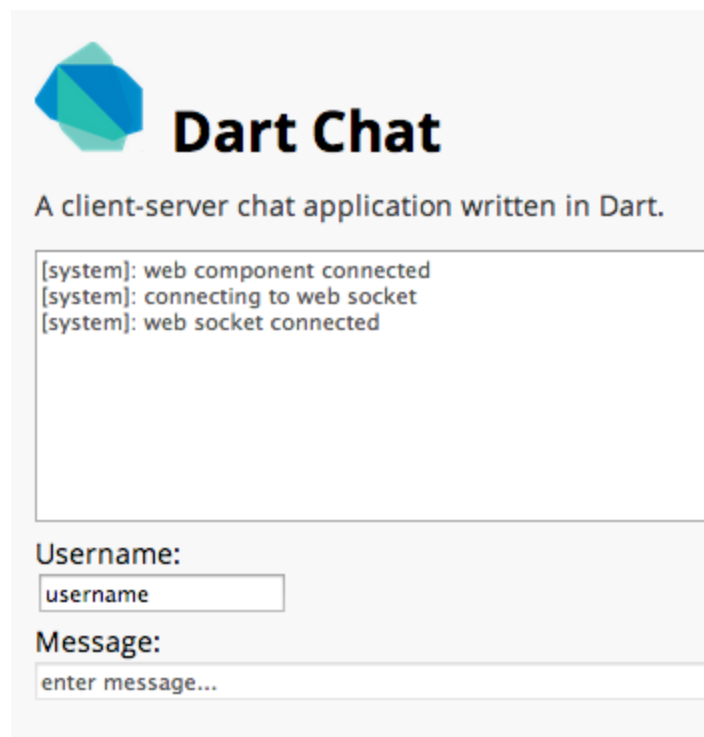 Dart Chat
A client-server chat application written in Dart.
[system]: web component connected
[system]: connecting to web socket
[system]: web socket connected
Username:
username
Message:
enter message...